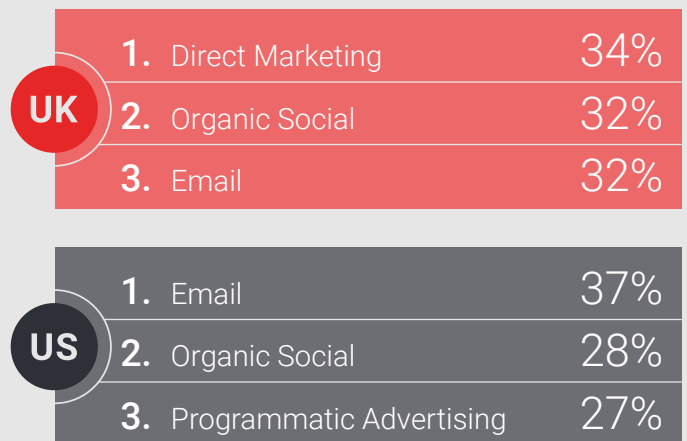 UK
1. Direct Marketing 34%
2. Organic Social 32%
3. Email 32%
US
1. Email 37%
2. Organic Social 28%
3. Programmatic Advertising 27%